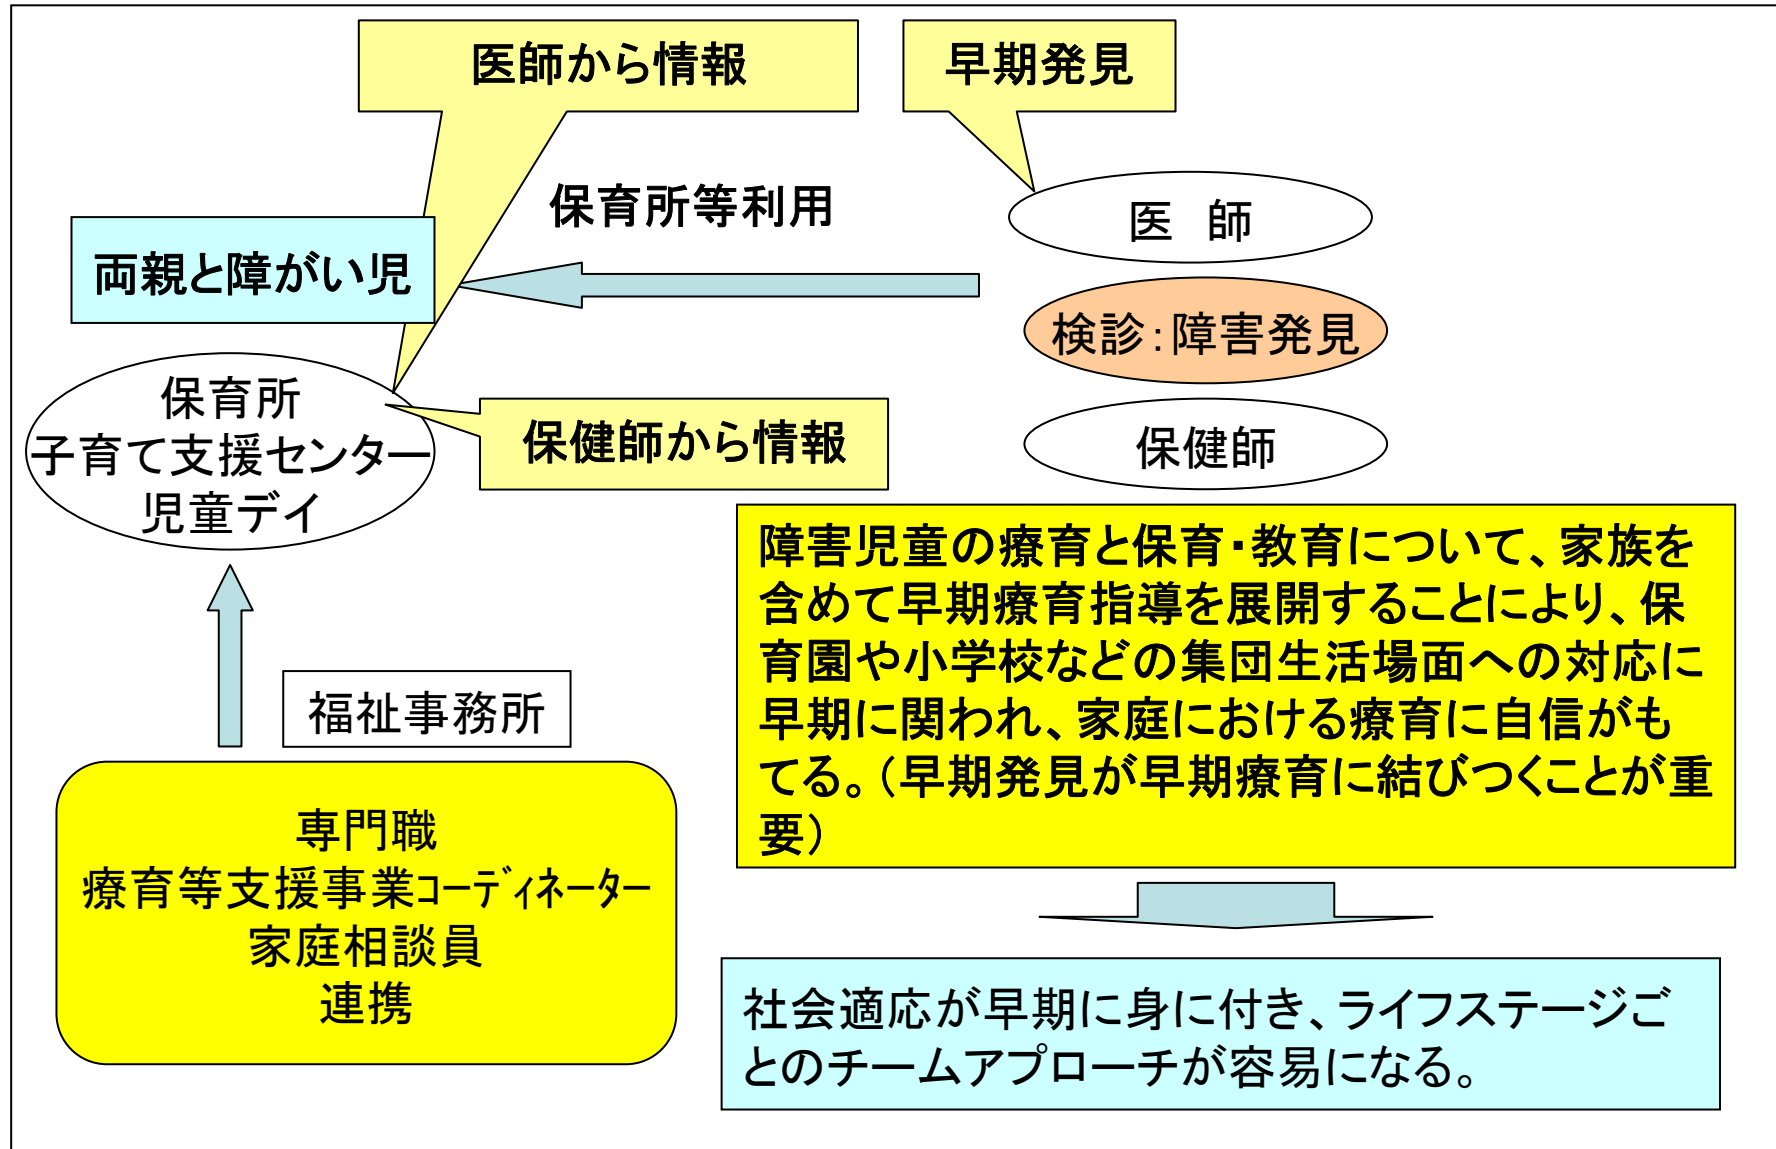 医師から情報
早期発見
保育所等利用
医　師
両親と障がい児
検診：障害発見
保育所
子育て支援センター
児童デイ
保健師から情報
保健師
障害児童の療育と保育・教育について、家族を
含めて早期療育指導を展開することにより、保
育園や小学校などの集団生活場面への対応に
早期に関われ、家庭における療育に自信がも
てる。（早期発見が早期療育に結びつくことが重
要）
福祉事務所
専門職
療育等支援事業ｺｰﾃﾞｨﾈｰﾀｰ
家庭相談員
連携
社会適応が早期に身に付き、ライフステージご
とのチームアプローチが容易になる。